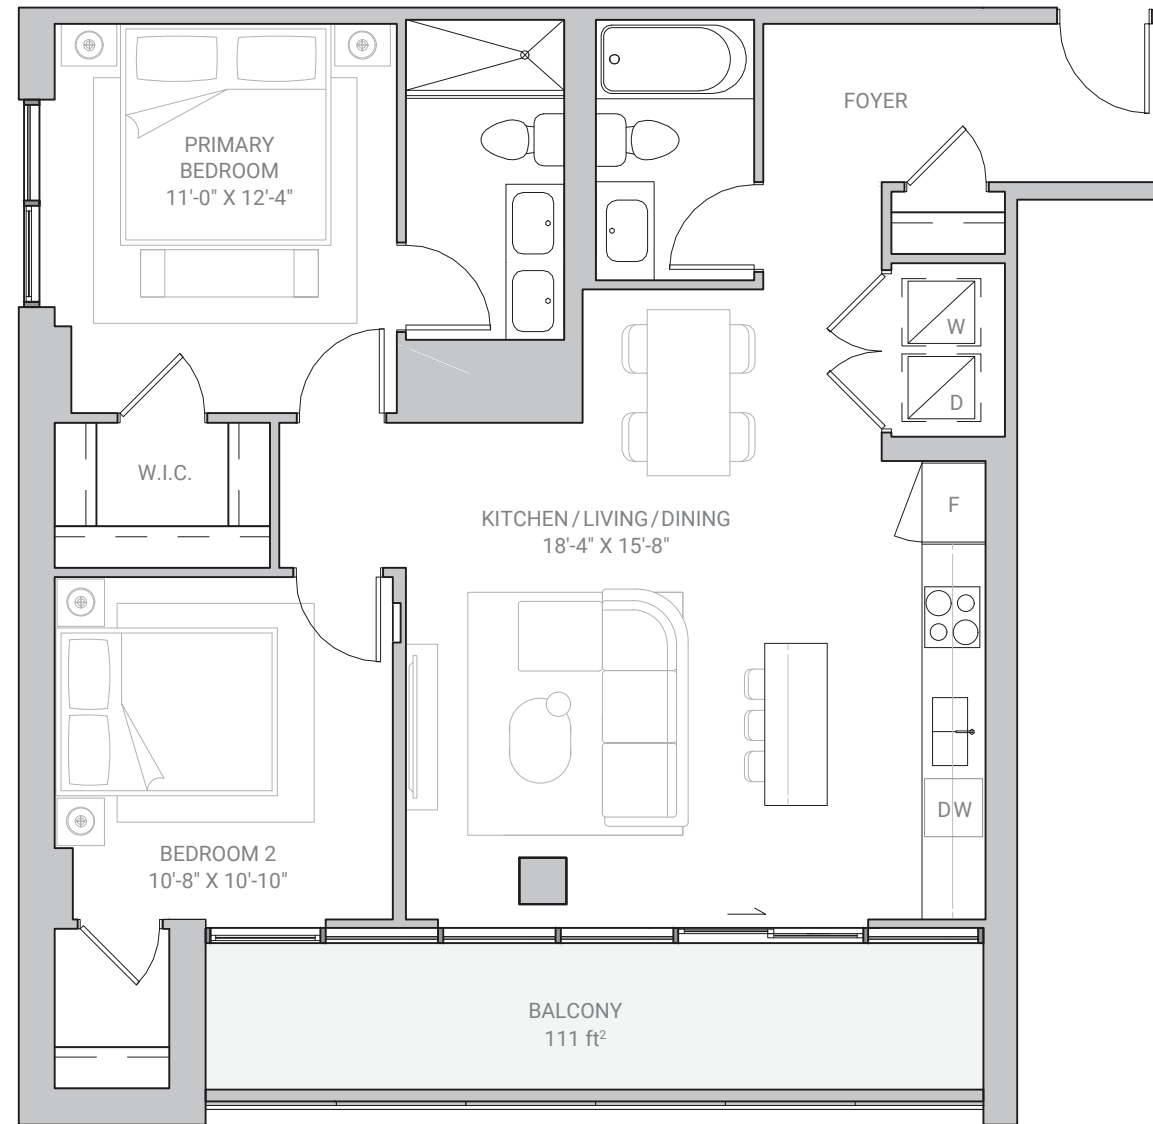 FOYER
PRIMARY
BEDROOM
11'-0" X 12'-4"
W
D
W.I.C.
F
KITCHEN / LIVING / DINING
18'-4" X 15'-8"
DW
BEDROOM 2
10'-8" X 10'-10"
BALCONY
111 ft²